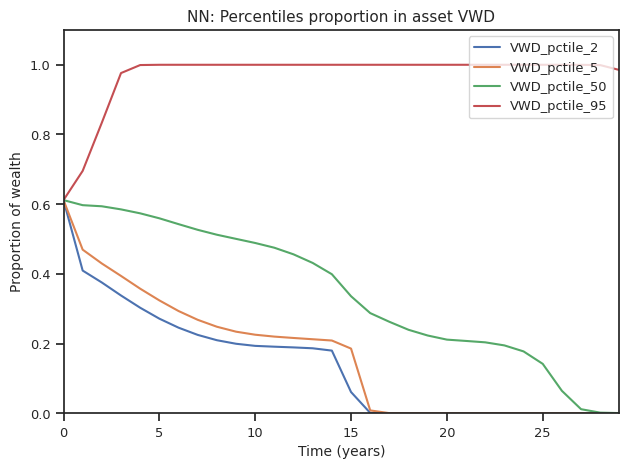 NN: Percentiles proportion in asset VWD
VWD_pctile_2
VWD_pctile_5
VWD_pctile_50
VWD_pctile_95
Proportion of wealth
1.0
0.8
0.6
0.4
0.2
0.0
0 5 10 15 20 25
Time (years)